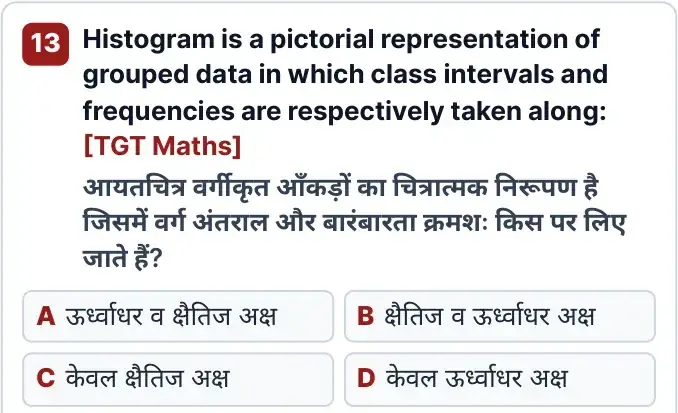 13 Histogram is a pictorial representation of
grouped data in which class intervals and
frequencies are respectively taken along:
[TGT Maths]
आयतचित्र वर्गीकृत आँकड़ों का चित्रात्मक निरूपण है
जिसमें वर्ग अंतराल और बारंबारता क्रमशः किस पर लिए
जाते हैं?
A ऊर्ध्वाधर व क्षैतिज अक्ष
B क्षैतिज व ऊर्ध्वाधर अक्ष
C केवल क्षैतिज अक्ष
D केवल ऊर्ध्वाधर अक्ष